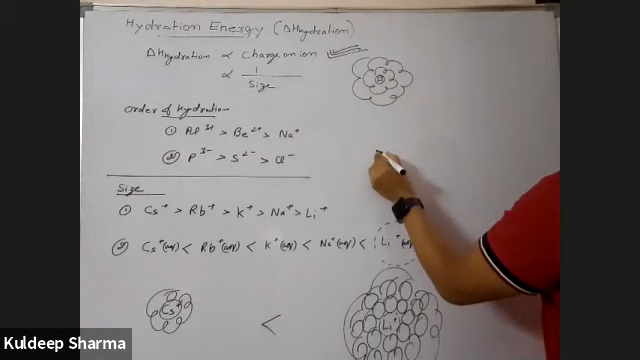 Hydration Energy (ΔHhydration)
ΔHhydration ∝ Charge on ion
∝ 1/Size
Order of hydration
① Al³⁺ > Be²⁺ > Na⁺
② P³⁻ > S²⁻ > Cl⁻
Size
① Cs⁺ > Rb⁺ > K⁺ > Na⁺ > Li⁺
② Cs⁺(aq) < Rb⁺(aq) < K⁺(aq) < Na⁺(aq) < Li⁺(aq)
Cs⁺ < Li⁺
Kuldeep Sharma